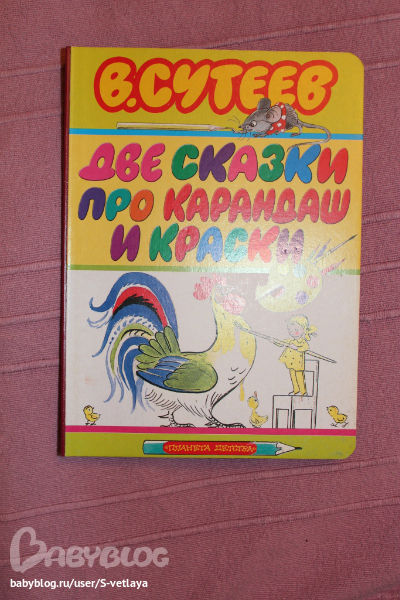 В.СУТЕЕВ
ДВЕ СКАЗКИ
ПРО КАРАНДАШ
И КРАСКИ
«ПЛАНЕТА ДЕТСТВА»
BABYBLOG
babyblog.ru/user/S-vetlaya